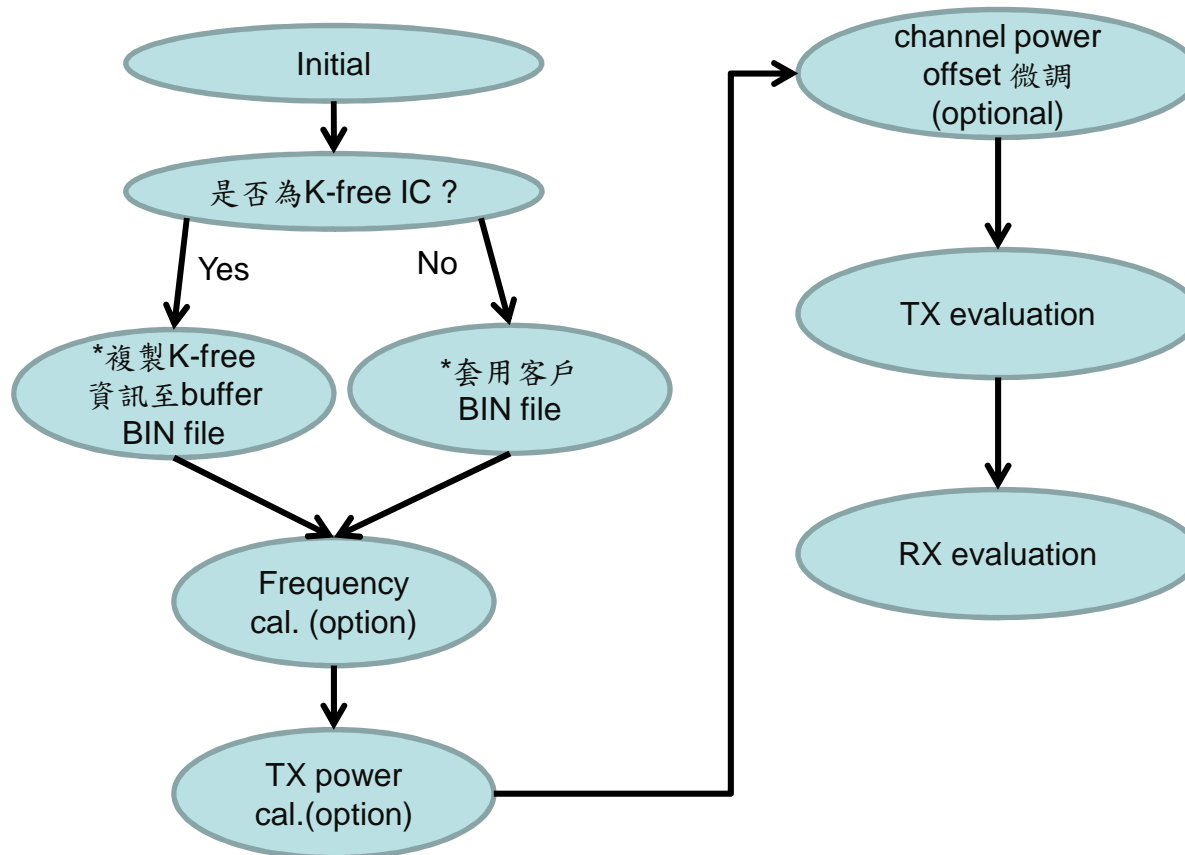 Initial
是否為K-free IC ?
Yes
No
*複製K-free
資訊至buffer
BIN file
*套用客戶
BIN file
Frequency
cal. (option)
TX power
cal.(option)
channel power
offset 微調
(optional)
TX evaluation
RX evaluation